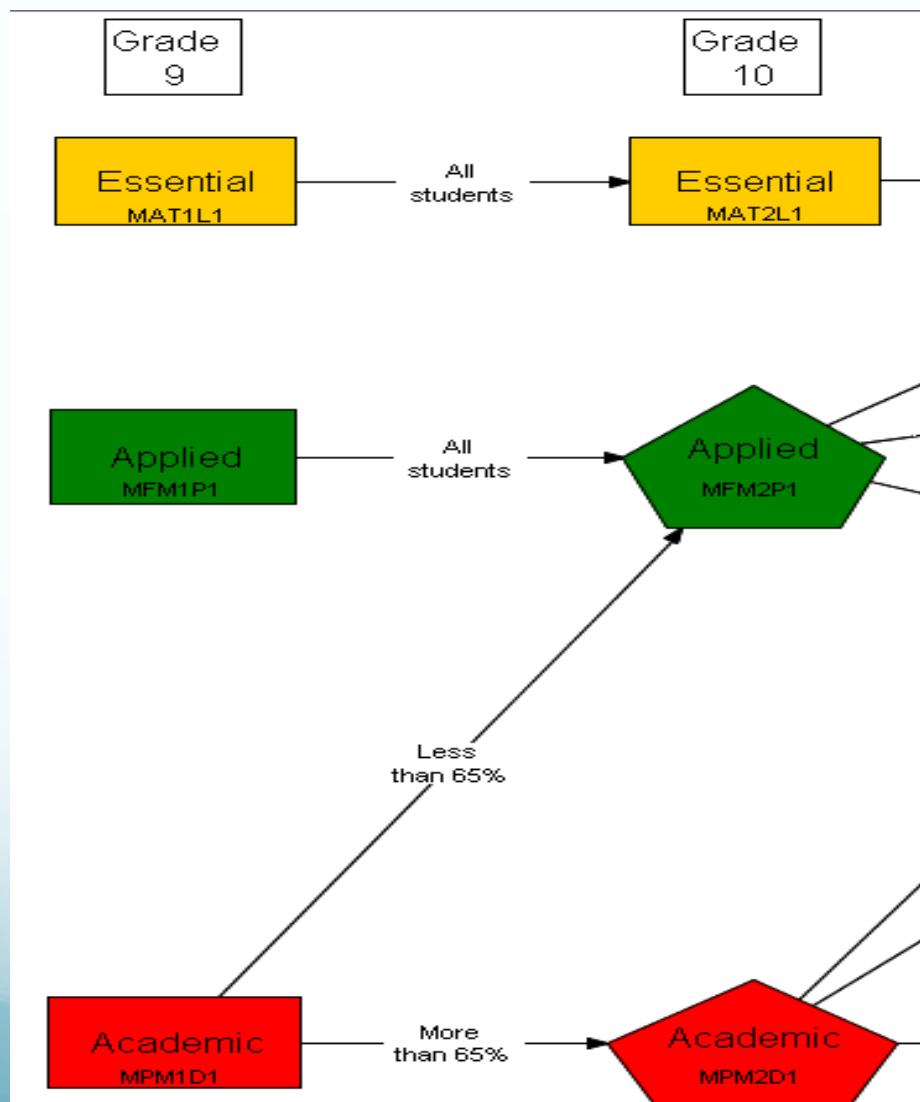 Grade
9
Grade
10
Essential
MAT1L1
All
students
Essential
MAT2L1
Applied
MFM1P1
All
students
Applied
MFM2P1
Less
than 65%
Academic
MPM1D1
More
than 65%
Academic
MPM2D1